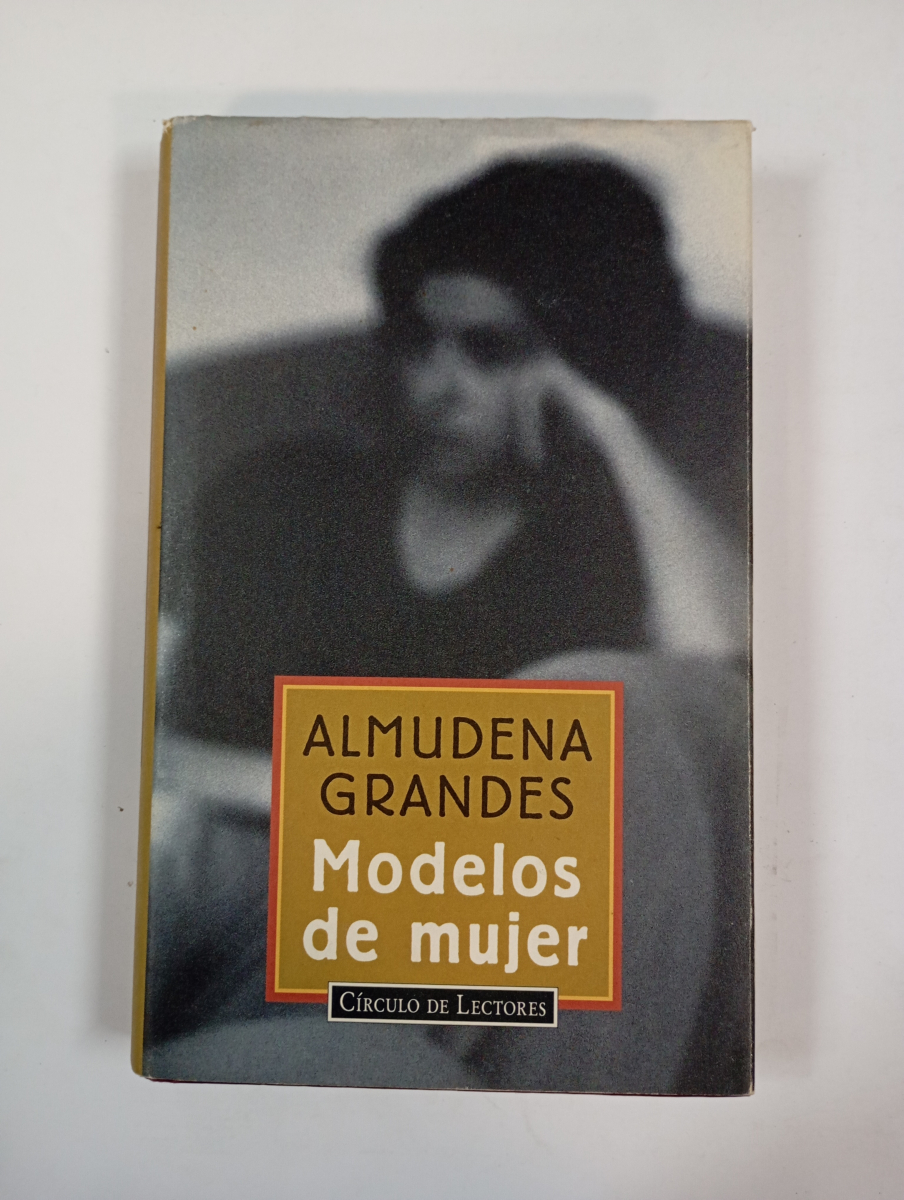 ALMUDENA
GRANDES
Modelos
de mujer
CÍRCULO DE LECTORES